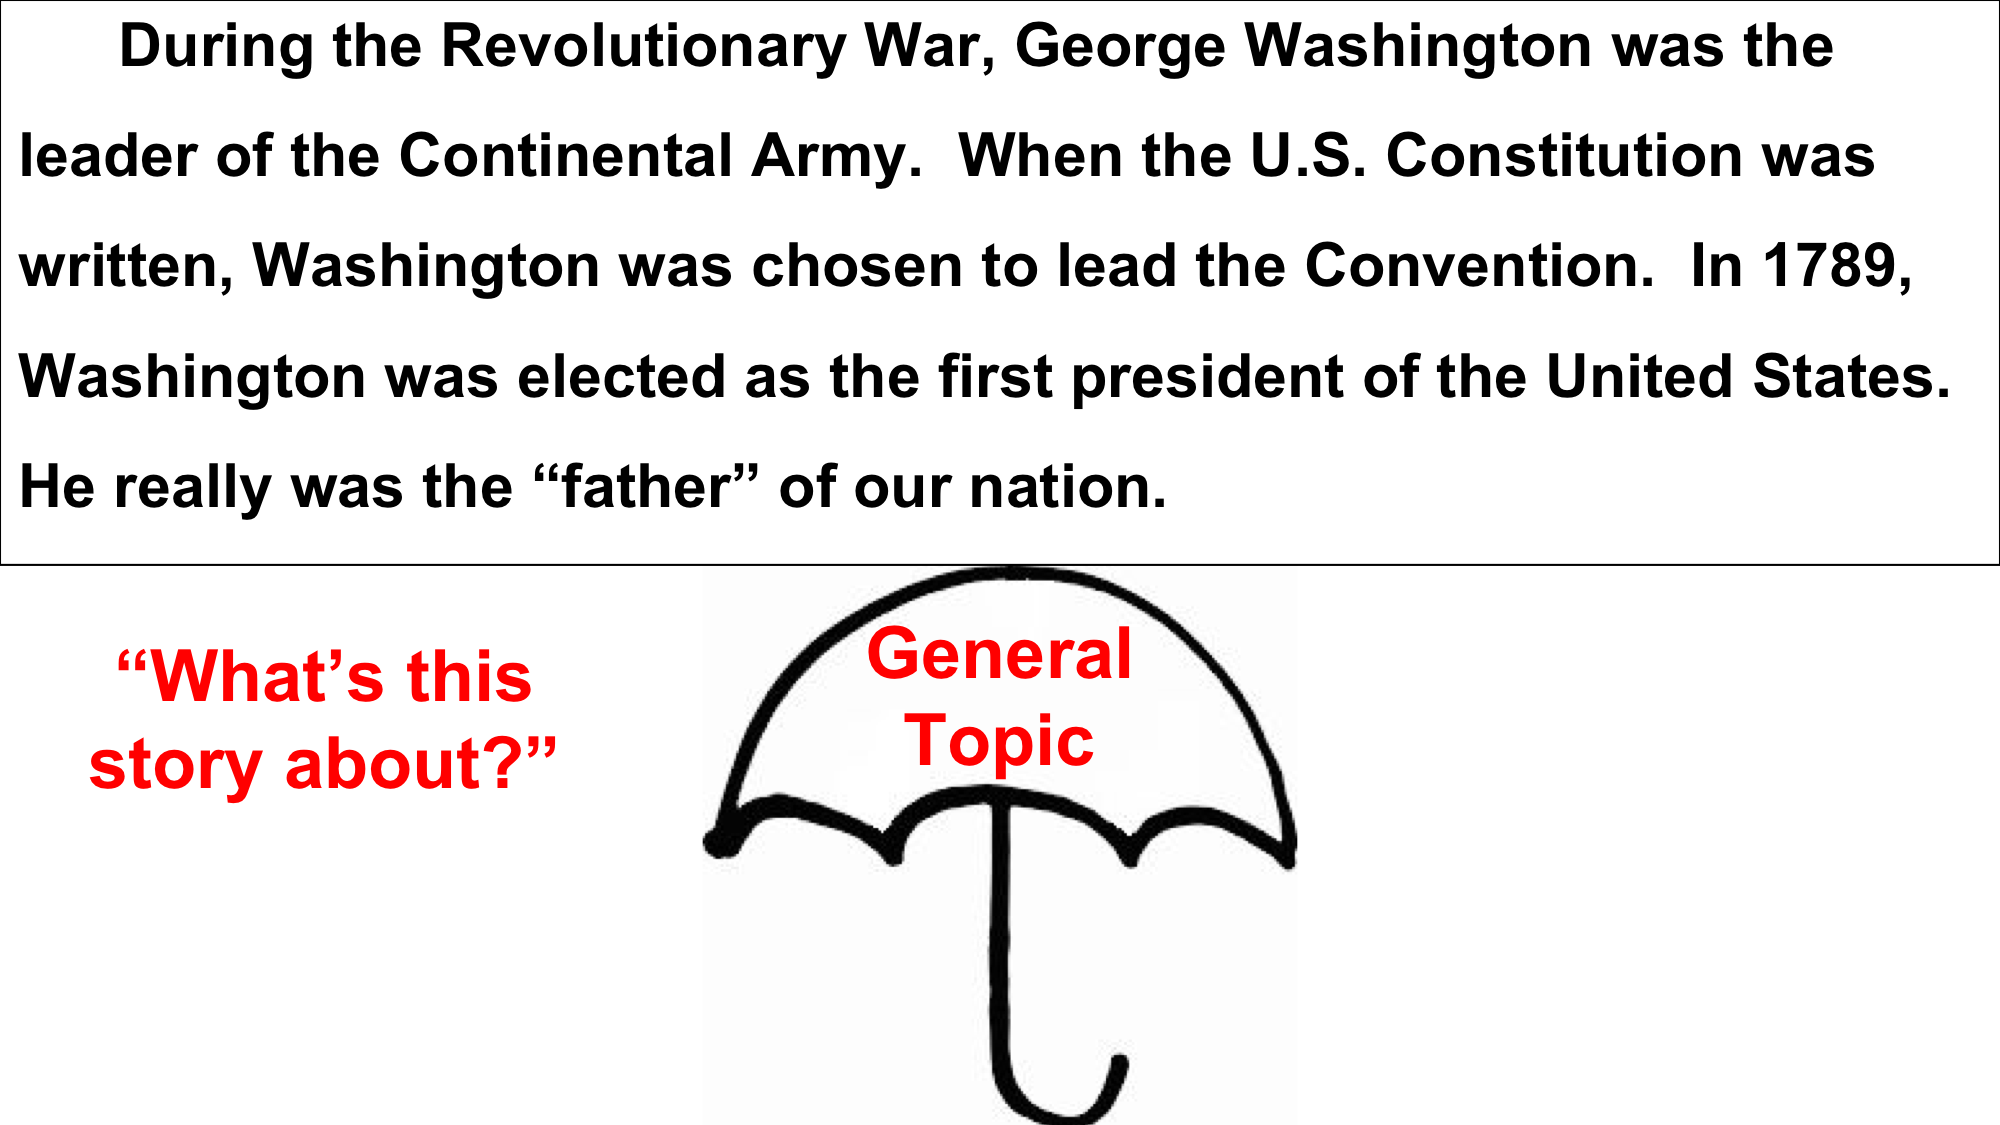 During the Revolutionary War, George Washington was the
leader of the Continental Army.  When the U.S. Constitution was
written, Washington was chosen to lead the Convention.  In 1789,
Washington was elected as the first president of the United States.
He really was the “father” of our nation.
“What’s this
story about?”
General
Topic